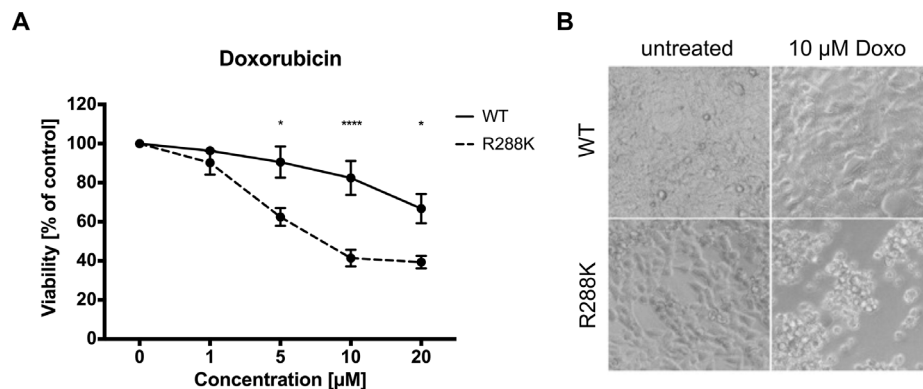 A
Doxorubicin
Viability [% of control]
120
100
80
60
40
20
0
0 1 5 10 20
Concentration [µM]
* **** *
WT
R288K
B
untreated 10 µM Doxo
WT
R288K